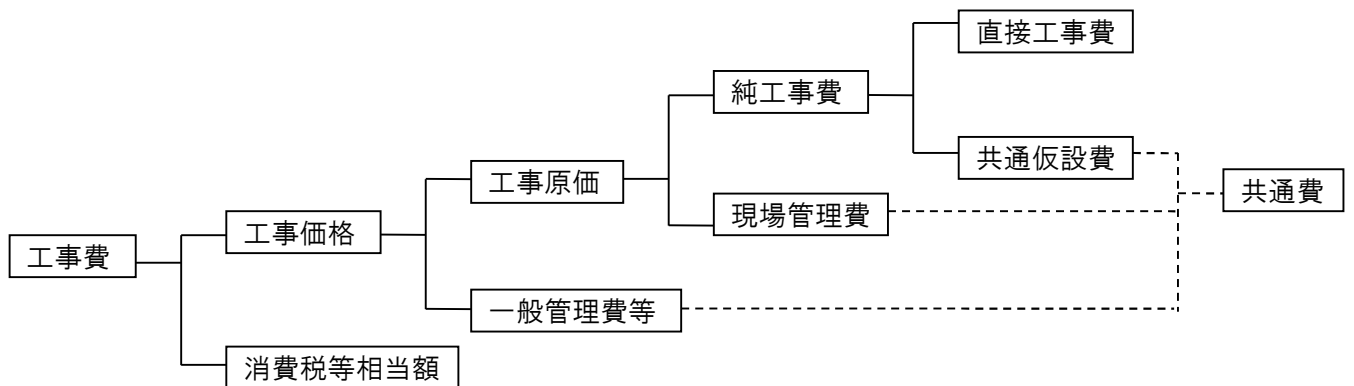 直接工事費
純工事費
共通仮設費
工事原価
共通費
現場管理費
工事価格
工事費
一般管理費等
消費税等相当額